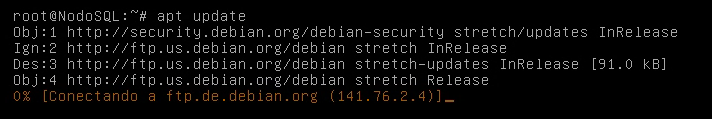 root@NodoSQL:~# apt update
Obj:1 http://security.debian.org/debian-security stretch/updates InRelease
Ign:2 http://ftp.us.debian.org/debian stretch InRelease
Des:3 http://ftp.us.debian.org/debian stretch-updates InRelease [91.0 kB]
Obj:4 http://ftp.us.debian.org/debian stretch Release
0% [Conectando a ftp.de.debian.org (141.76.2.4)]_